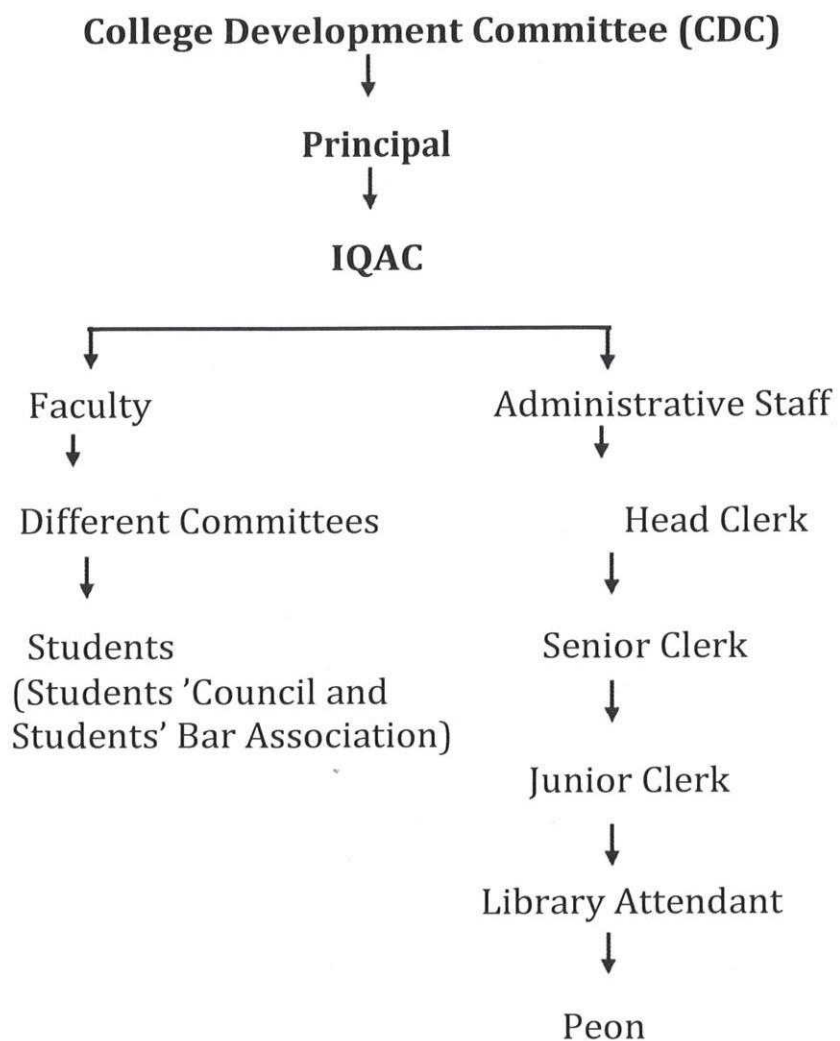 College Development Committee (CDC)
Principal
IQAC
Faculty
Administrative Staff
Different Committees
Head Clerk
Students
(Students 'Council and
Students' Bar Association)
Senior Clerk
Junior Clerk
Library Attendant
Peon